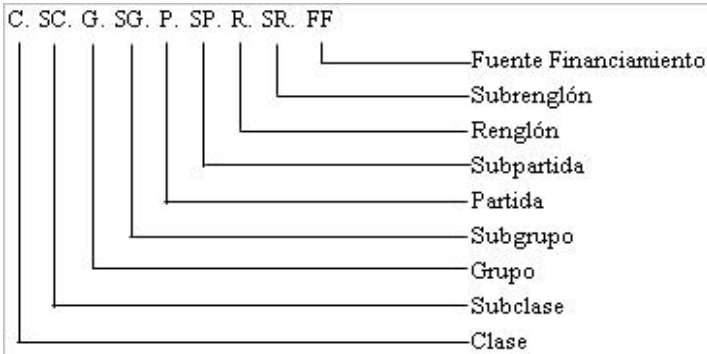 C. SC. G. SG. P. SP. R. SR. FF
Fuente Financiamiento
Subrenglón
Renglón
Subpartida
Partida
Subgrupo
Grupo
Subclase
Clase